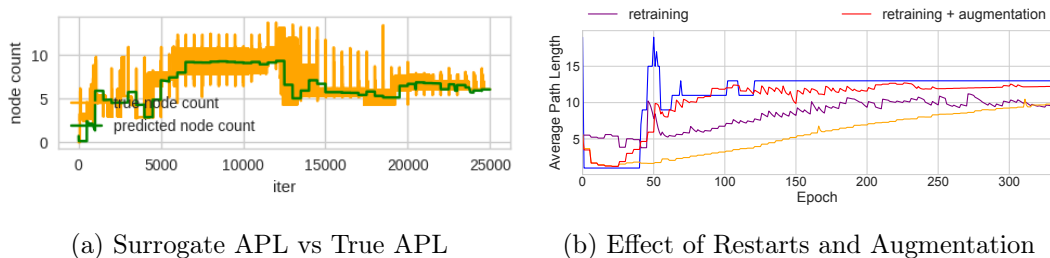 retraining
retraining + augmentation
node count
10
5
0
true node count
predicted node count
0
5000
10000
15000
20000
25000
iter
Average Path Length
15
10
5
0
50
100
150
200
250
300
Epoch
(a) Surrogate APL vs True APL
(b) Effect of Restarts and Augmentation